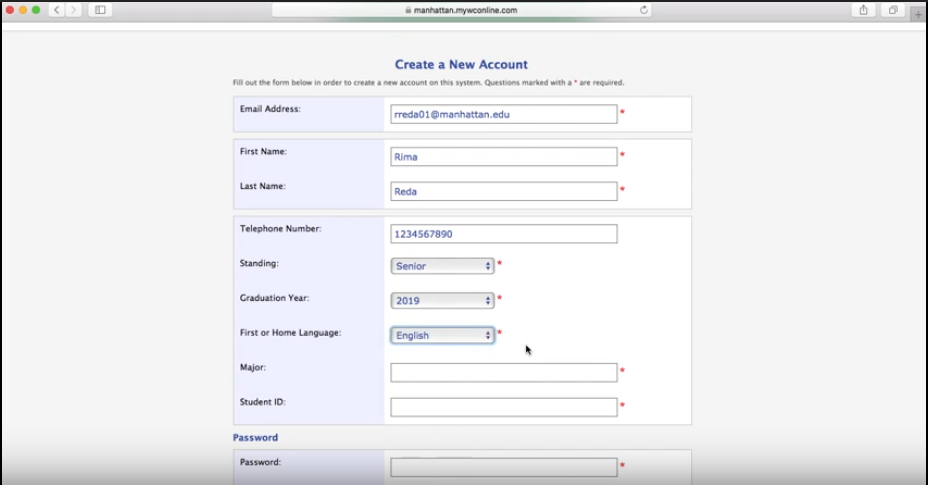 manhattan.mywconline.com
Create a New Account
Fill out the form below in order to create a new account on this system. Questions marked with a * are required.
Email Address: rreda01@manhattan.edu *
First Name: Rima *
Last Name: Reda *
Telephone Number: 1234567890
Standing: Senior *
Graduation Year: 2019 *
First or Home Language: English *
Major: *
Student ID: *
Password
Password: *